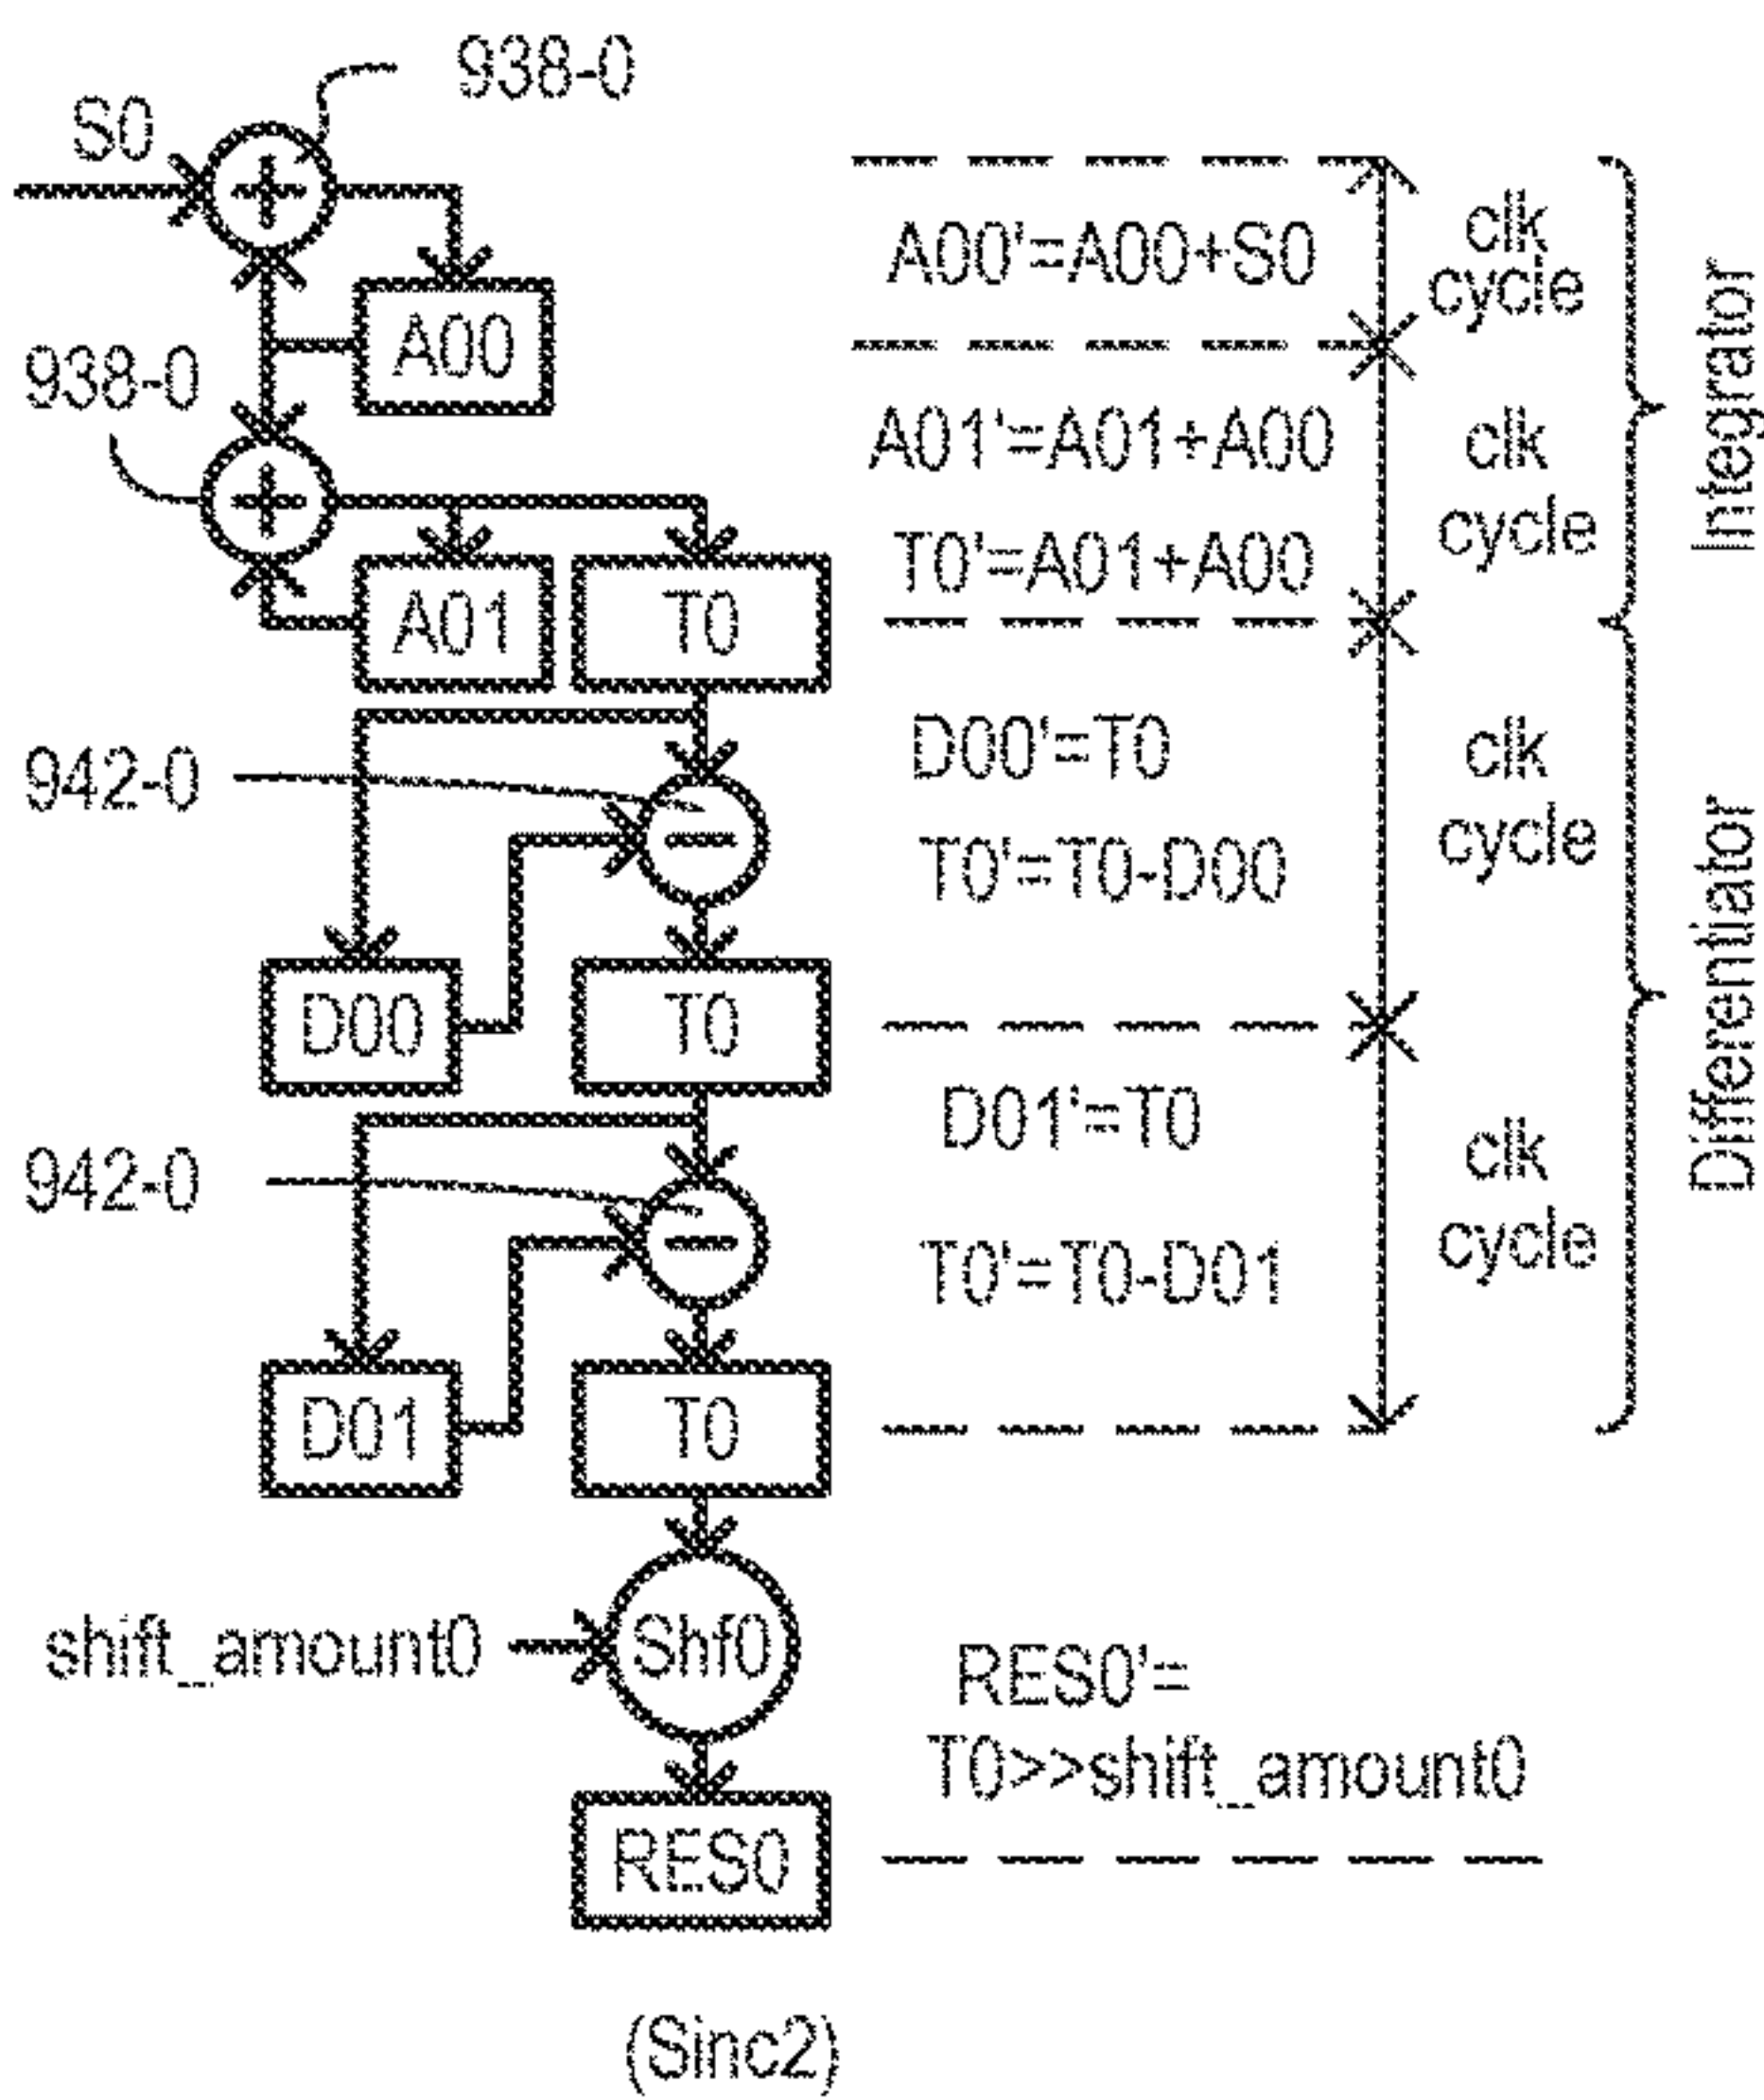 938-0
S0
+
A00'=A00+S0
clk
cycle
A00
938-0
+
A01'=A01+A00
clk
cycle
T0'=A01+A00
Integrator
A01
T0
942-0
D00'=T0
clk
cycle
T0'=T0-D00
D00
T0
D01'=T0
clk
cycle
942-0
T0'=T0-D01
Differentiator
D01
T0
shift_amount0
Shf0
RES0'=
T0>>shift_amount0
RES0
(Sinc2)